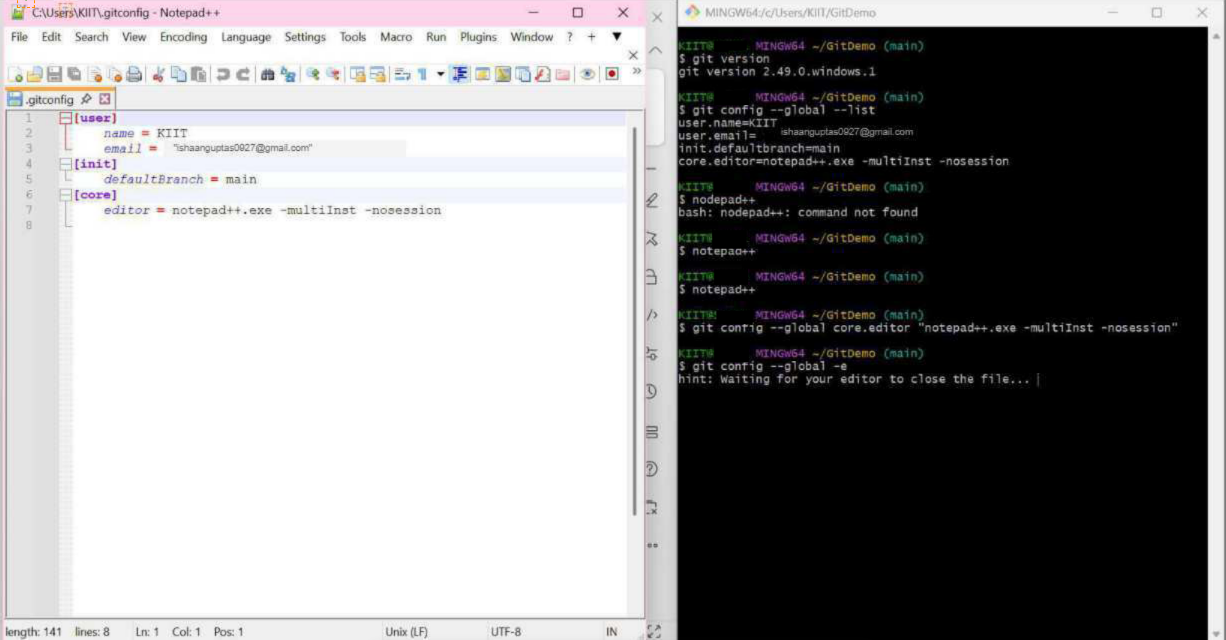 C:\Users\KIIT\.gitconfig - Notepad++
File Edit Search View Encoding Language Settings Tools Macro Run Plugins Window ? + ▼
.gitconfig
1 [user]
2 name = KIIT
3 email = "ishaanguptas0927@gmail.com"
4 [init]
5 defaultBranch = main
6 [core]
7 editor = notepad++.exe -multiInst -nosession
8
length: 141 lines: 8 Ln: 1 Col: 1 Pos: 1 Unix (LF) UTF-8 IN
MINGW64:/c/Users/KIIT/GitDemo
KIIT@ MINGW64 ~/GitDemo (main)
$ git version
git version 2.49.0.windows.1
KIIT@ MINGW64 ~/GitDemo (main)
$ git config --global --list
user.name=KIIT
user.email= ishaanguptas0927@gmail.com
init.defaultbranch=main
core.editor=notepad++.exe -multiInst -nosession
KIIT@ MINGW64 ~/GitDemo (main)
$ nodepad++
bash: nodepad++: command not found
KIIT@ MINGW64 ~/GitDemo (main)
$ notepad++
KIIT@ MINGW64 ~/GitDemo (main)
$ notepad++
KIIT@ MINGW64 ~/GitDemo (main)
$ git config --global core.editor "notepad++.exe -multiInst -nosession"
KIIT@ MINGW64 ~/GitDemo (main)
$ git config --global -e
hint: Waiting for your editor to close the file...